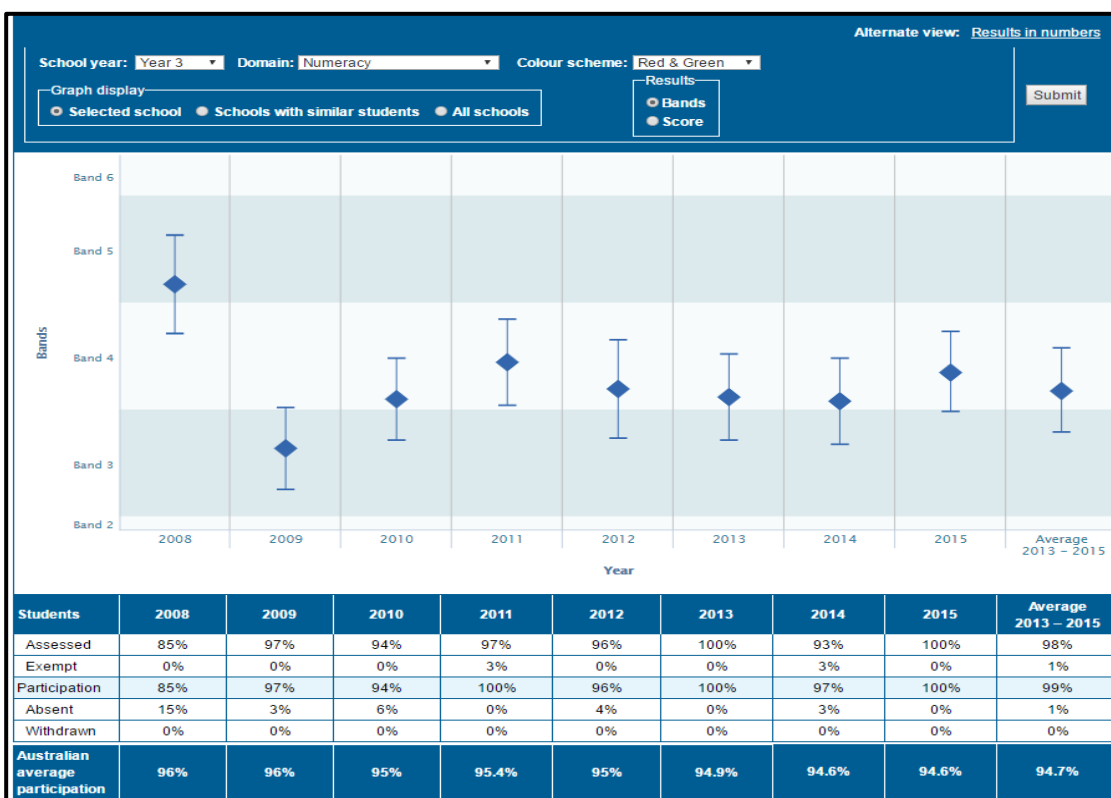 Alternate view: Results in numbers
School year: Year 3 Domain: Numeracy Colour scheme: Red & Green
Graph display
Results
Selected school Schools with similar students All schools
Bands
Score
Submit
Band 6
Band 5
Band 4
Band 3
Band 2
Bands
2008 2009 2010 2011 2012 2013 2014 2015 Average
2013 – 2015
Year
Students 2008 2009 2010 2011 2012 2013 2014 2015 Average
2013 – 2015
Assessed 85% 97% 94% 97% 96% 100% 93% 100% 98%
Exempt 0% 0% 0% 3% 0% 0% 3% 0% 1%
Participation 85% 97% 94% 100% 96% 100% 97% 100% 99%
Absent 15% 3% 6% 0% 4% 0% 3% 0% 1%
Withdrawn 0% 0% 0% 0% 0% 0% 0% 0% 0%
Australian
average
participation 96% 96% 95% 95.4% 95% 94.9% 94.6% 94.6% 94.7%